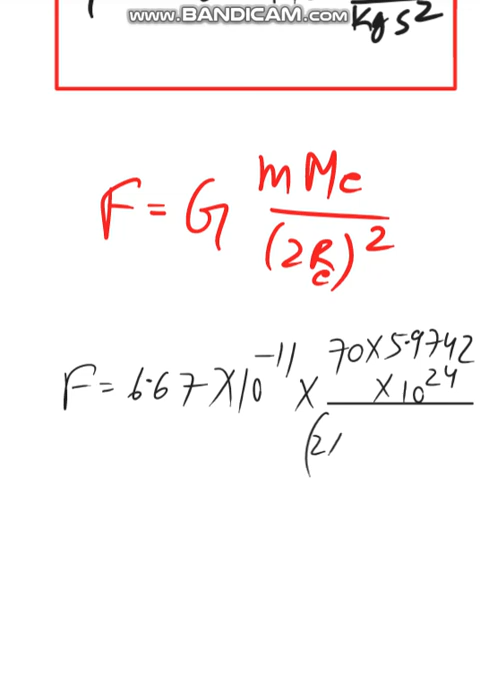 www.BANDICAM.com
kg s²
F = G mMe
(2Re)²
F = 6.67 × 10⁻¹¹ × 70 × 5.9742
× 10²⁴
(2